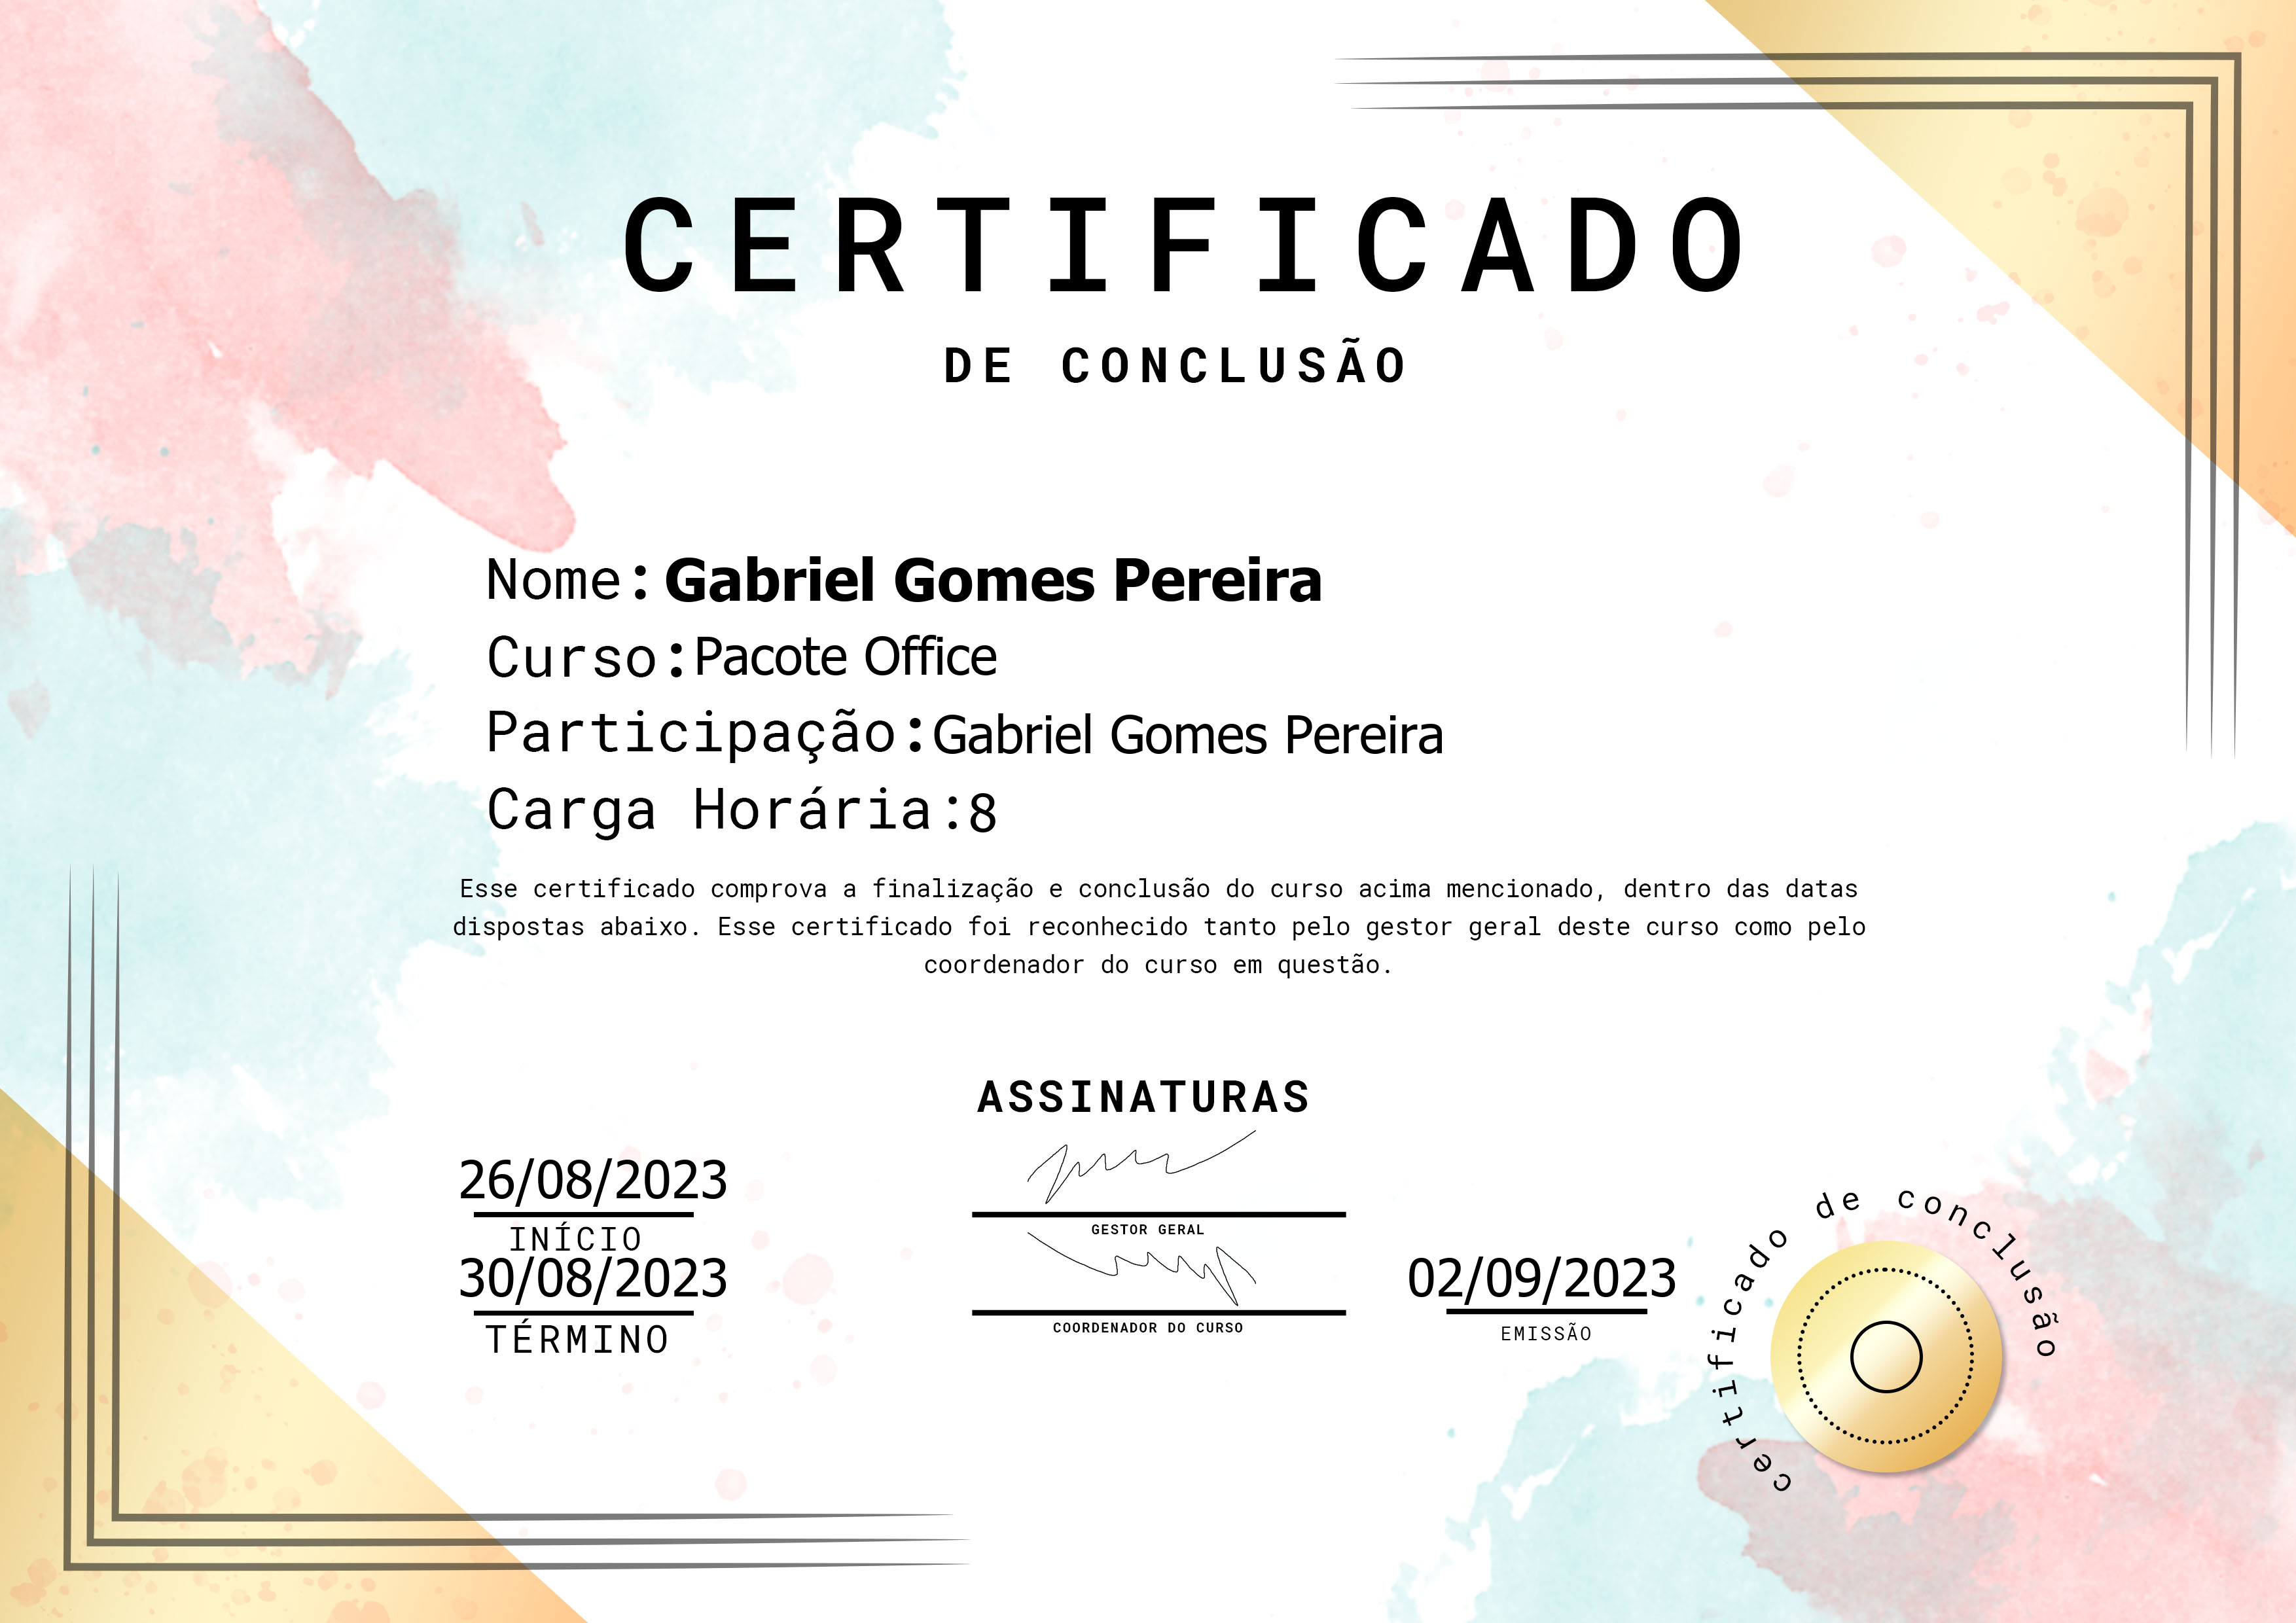 CERTIFICADO
DE CONCLUSÃO
Nome: Gabriel Gomes Pereira
Curso: Pacote Office
Participação: Gabriel Gomes Pereira
Carga Horária: 8
Esse certificado comprova a finalização e conclusão do curso acima mencionado, dentro das datas
dispostas abaixo. Esse certificado foi reconhecido tanto pelo gestor geral deste curso como pelo
coordenador do curso em questão.
ASSINATURAS
26/08/2023
INÍCIO
30/08/2023
TÉRMINO
GESTOR GERAL
COORDENADOR DO CURSO
02/09/2023
EMISSÃO
certificado de conclusão